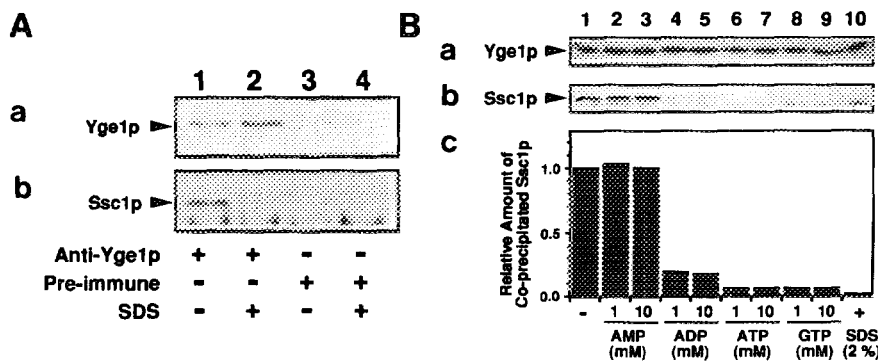 A
1 2 3 4
a Yge1p
b Ssc1p
Anti-Yge1p + + - -
Pre-immune - - + +
SDS - + - +
B
1 2 3 4 5 6 7 8 9 10
a Yge1p
b Ssc1p
c
Relative Amount of
Co-precipitated Ssc1p
1.0
0.5
0.0
- 1 10 1 10 1 10 1 10 +
AMP ADP ATP GTP SDS
(mM) (mM) (mM) (mM) (2 %)